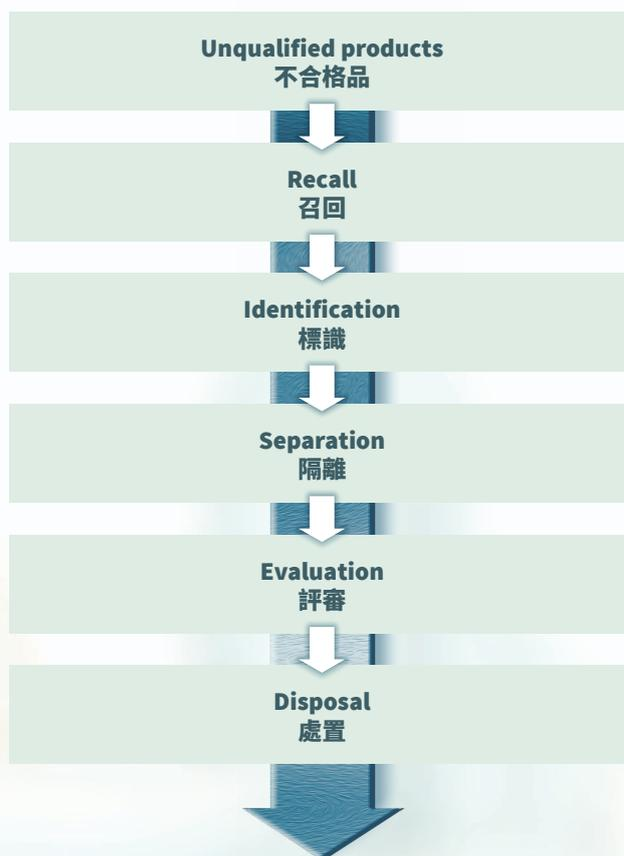 Unqualified products
不合格品
Recall
召回
Identification
標識
Separation
隔離
Evaluation
評審
Disposal
處置